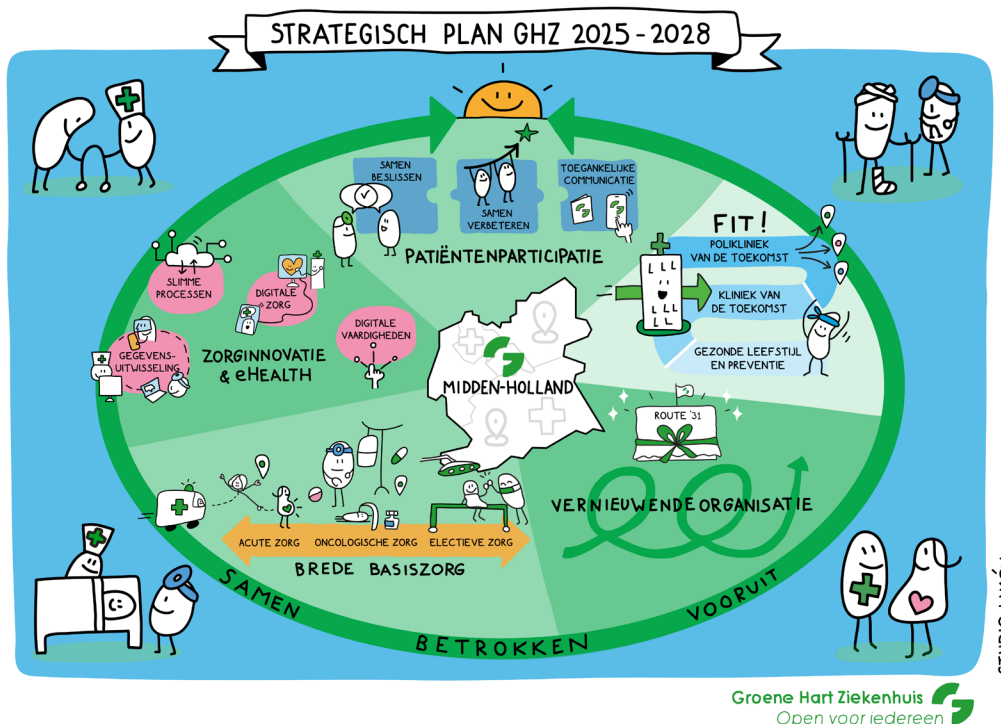 STRATEGISCH PLAN GHZ 2025-2028
SAMEN
BESLISSEN
SAMEN
VERBETEREN
TOEGANKELIJKE
COMMUNICATIE
PATIËNTENPARTICIPATIE
FIT!
POLIKLINIEK
VAN DE TOEKOMST
KLINIEK VAN
DE TOEKOMST
GEZONDE LEEFSTIJL
EN PREVENTIE
SLIMME
PROCESSEN
DIGITALE
ZORG
DIGITALE
VAARDIGHEDEN
GEGEVENS-
UITWISSELING
ZORGINNOVATIE
& eHEALTH
MIDDEN-HOLLAND
ROUTE '31
VERNIEUWENDE ORGANISATIE
ACUTE ZORG ONCOLOGISCHE ZORG ELECTIEVE ZORG
BREDE BASISZORG
SAMEN
BETROKKEN
VOORUIT
Groene Hart Ziekenhuis
Open voor iedereen